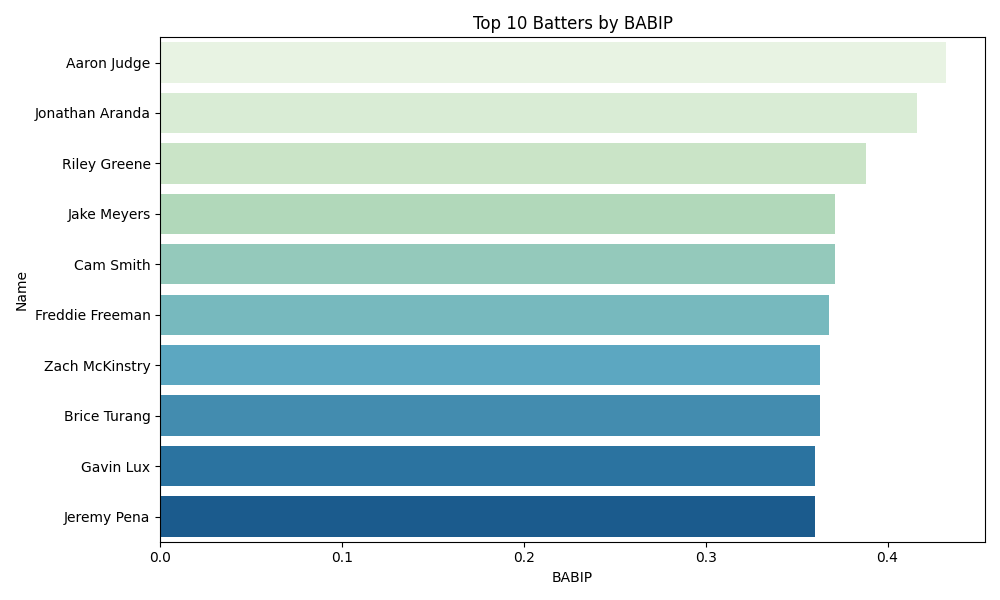 Top 10 Batters by BABIP
Name
Aaron Judge
Jonathan Aranda
Riley Greene
Jake Meyers
Cam Smith
Freddie Freeman
Zach McKinstry
Brice Turang
Gavin Lux
Jeremy Pena
0.0 0.1 0.2 0.3 0.4
BABIP